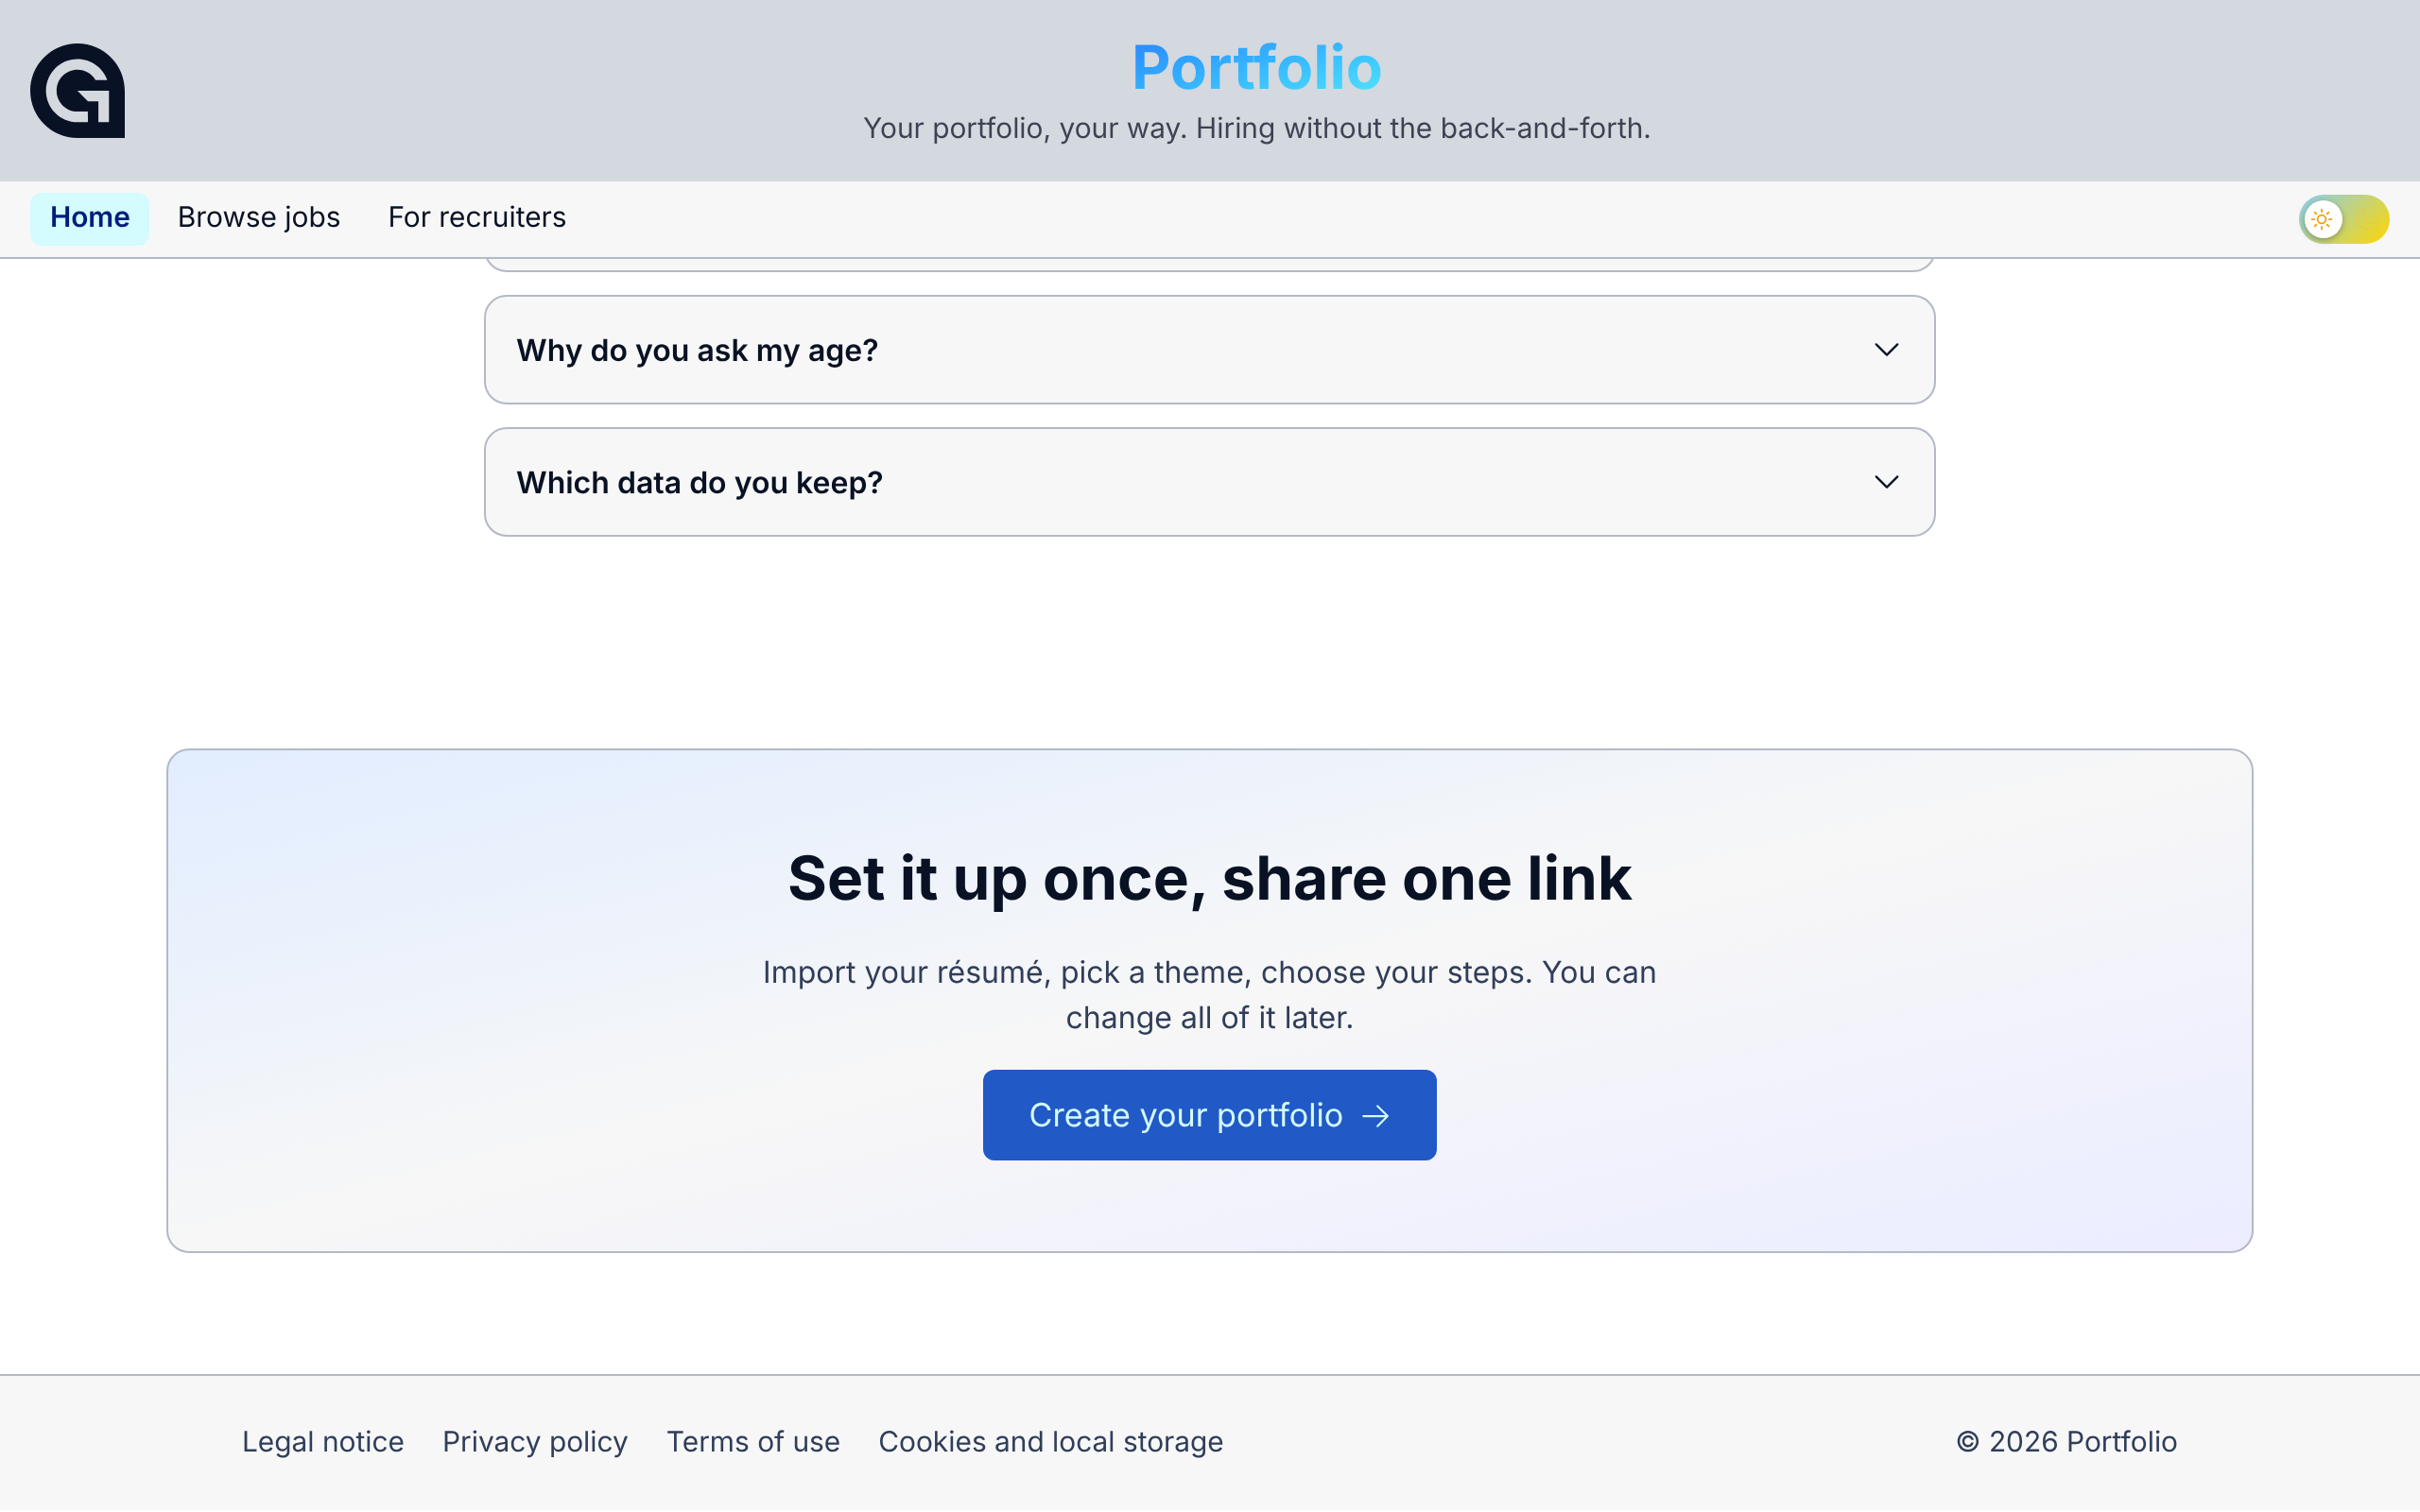 Portfolio
Your portfolio, your way. Hiring without the back-and-forth.
Home
Browse jobs
For recruiters
Why do you ask my age?
Which data do you keep?
Set it up once, share one link
Import your résumé, pick a theme, choose your steps. You can
change all of it later.
Create your portfolio →
Legal notice
Privacy policy
Terms of use
Cookies and local storage
© 2026 Portfolio